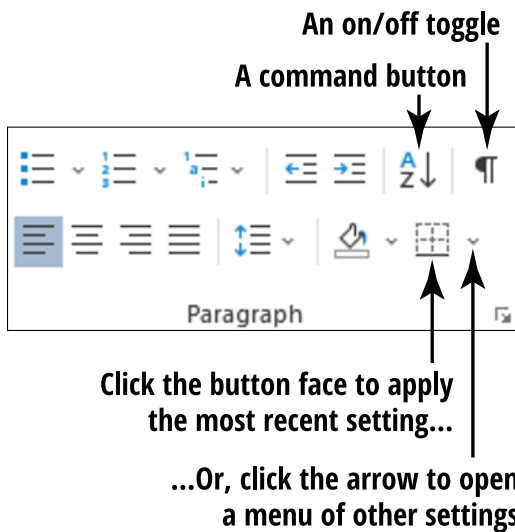 An on/off toggle
A command button
Paragraph
Click the button face to apply
the most recent setting...
...Or, click the arrow to open
a menu of other settings